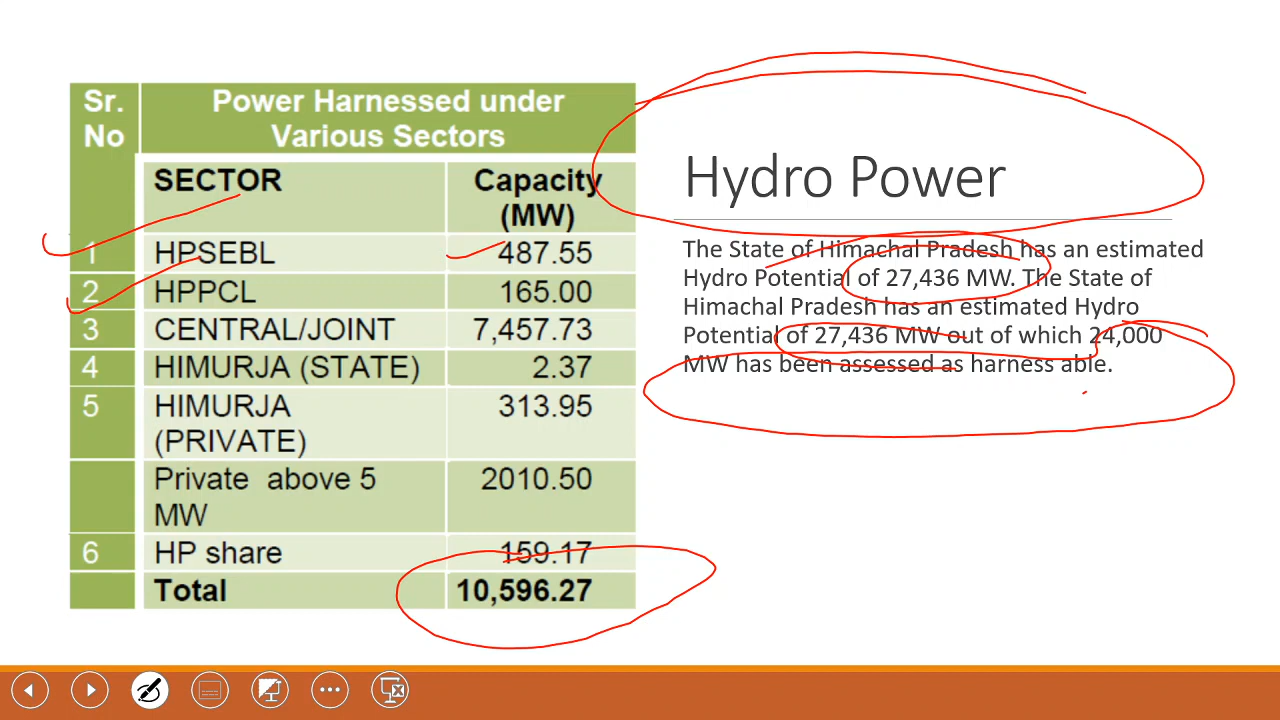 Sr. No
Power Harnessed under
Various Sectors
SECTOR
Capacity
(MW)
1 HPSEBL 487.55
2 HPPCL 165.00
3 CENTRAL/JOINT 7,457.73
4 HIMURJA (STATE) 2.37
5 HIMURJA 313.95
(PRIVATE)
Private above 5 2010.50
MW
6 HP share 159.17
Total 10,596.27
Hydro Power
The State of Himachal Pradesh has an estimated
Hydro Potential of 27,436 MW. The State of
Himachal Pradesh has an estimated Hydro
Potential of 27,436 MW out of which 24,000
MW has been assessed as harness able.